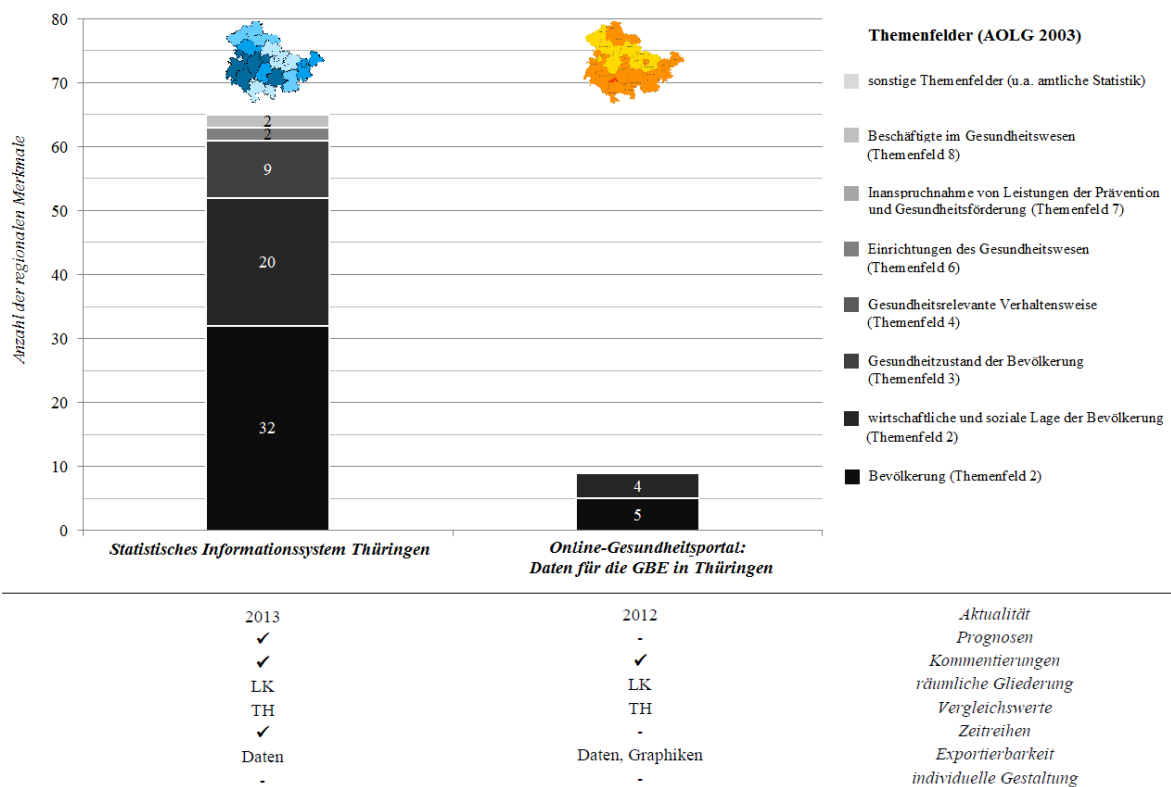 80
70
60
50
40
30
20
10
0
Anzahl der regionalen Merkmale
2
2
9
20
32
4
5
Statistisches Informationssystem Thüringen
Online-Gesundheitsportal:
Daten für die GBE in Thüringen
Themenfelder (AOLG 2003)
sonstige Themenfelder (u.a. amtliche Statistik)
Beschäftigte im Gesundheitswesen
(Themenfeld 8)
Inanspruchnahme von Leistungen der Prävention
und Gesundheitsförderung (Themenfeld 7)
Einrichtungen des Gesundheitswesen
(Themenfeld 6)
Gesundheitsrelevante Verhaltensweise
(Themenfeld 4)
Gesundheitzustand der Bevölkerung
(Themenfeld 3)
wirtschaftliche und soziale Lage der Bevölkerung
(Themenfeld 2)
Bevölkerung (Themenfeld 2)
2013 2012 Aktualität
✓ - Prognosen
✓ ✓ Kommentierungen
LK LK räumliche Gliederung
TH TH Vergleichswerte
✓ - Zeitreihen
Daten Daten, Graphiken Exportierbarkeit
- - individuelle Gestaltung